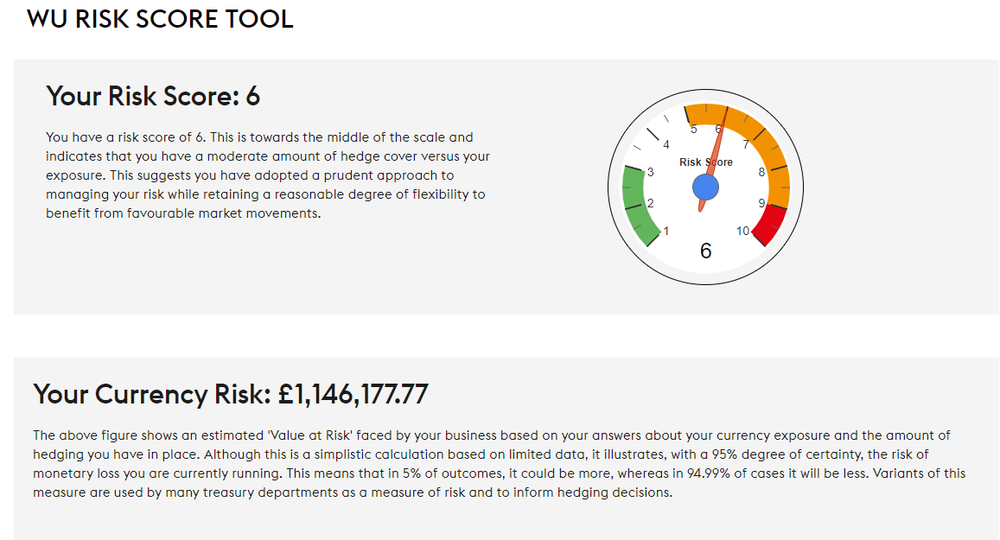 WU RISK SCORE TOOL
Your Risk Score: 6
You have a risk score of 6. This is towards the middle of the scale and
indicates that you have a moderate amount of hedge cover versus your
exposure. This suggests you have adopted a prudent approach to
managing your risk while retaining a reasonable degree of flexibility to
benefit from favourable market movements.
1
2
3
4
5
6
7
8
9
10
Risk Score
6
Your Currency Risk: £1,146,177.77
The above figure shows an estimated 'Value at Risk' faced by your business based on your answers about your currency exposure and the amount of
hedging you have in place. Although this is a simplistic calculation based on limited data, it illustrates, with a 95% degree of certainty, the risk of
monetary loss you are currently running. This means that in 5% of outcomes, it could be more, whereas in 94.99% of cases it will be less. Variants of this
measure are used by many treasury departments as a measure of risk and to inform hedging decisions.